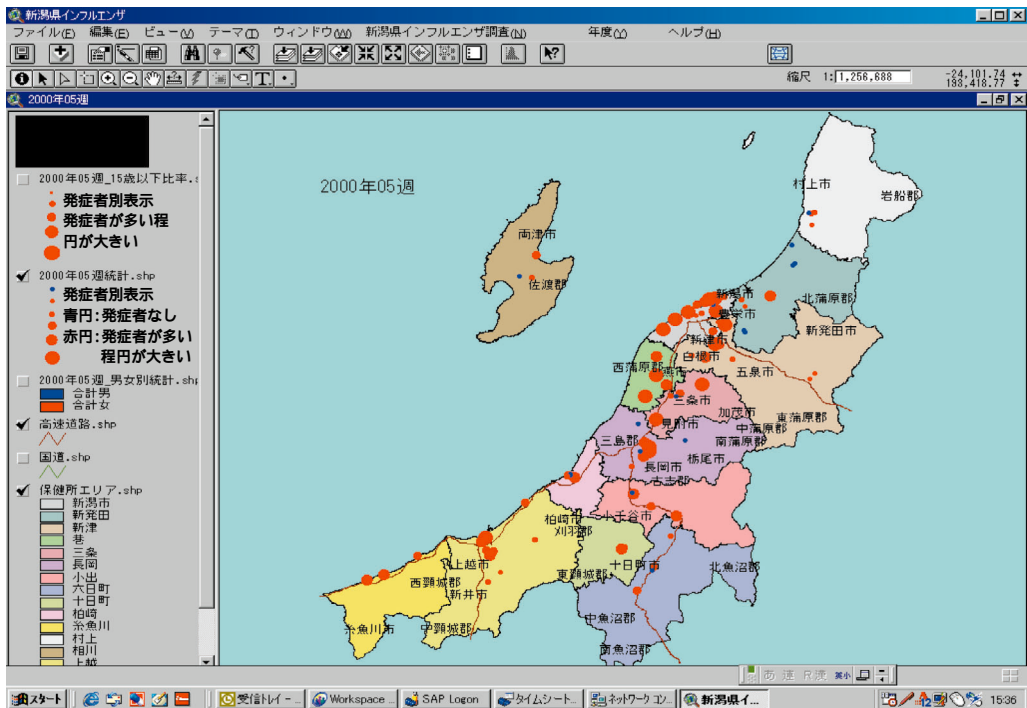 新潟県インフルエンザ
ファイル(F) 編集(E) ビュー(V) テーマ(T) ウィンドウ(W) 新潟県インフルエンザ調査(N) 年度(Y) ヘルプ(H)
縮尺 1:1,256,688 -24,101.74
193,418.77
2000年05週
2000年05週_15歳以下比率.s
発症者別表示
発症者が多い程
円が大きい
2000年05週統計.shp
発症者別表示
青円:発症者なし
赤円:発症者が多い
程円が大きい
2000年05週_男女別統計.shp
合計男
合計女
高速道路.shp
国道.shp
保健所エリア.shp
新潟市
新発田
新津
巻
三条
長岡
小出
六日町
十日町
柏崎
糸魚川
村上
相川
上越
2000年05週
村上市
岩船郡
両津市
佐渡郡
新潟市
北蒲原郡
豊栄市
新発田市
新津市
白根市
西蒲原郡
燕市
五泉市
三条市
加茂市
東蒲原郡
見附市
中蒲原郡
三島郡
南蒲原郡
栃尾市
長岡市
古志郡
小千谷市
柏崎市
刈羽郡
上越市
十日町市
北魚沼郡
東頸城郡
西頸城郡
新井市
中魚沼郡
糸魚川市
中頸城郡
南魚沼郡
あ 連 R漢 英小
スタート 受信トレイ - .. Workspace ... SAP Logon タイムシート... ネットワーク コン... 新潟県イ... 15:36